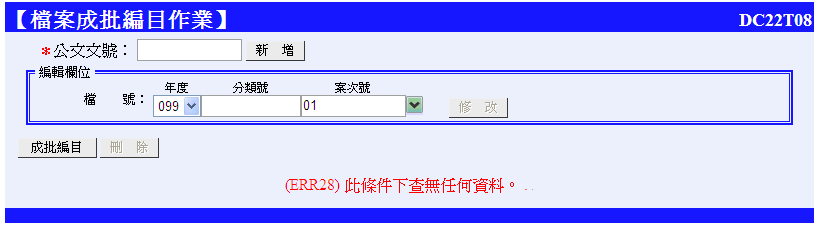 【檔案成批編目作業】 DC22T08
*公文文號： 新 增
編輯欄位
年度 分類號 案次號
檔 號： 099 01 修 改
成批編目 刪 除
(ERR28) 此條件下查無任何資料。 . .